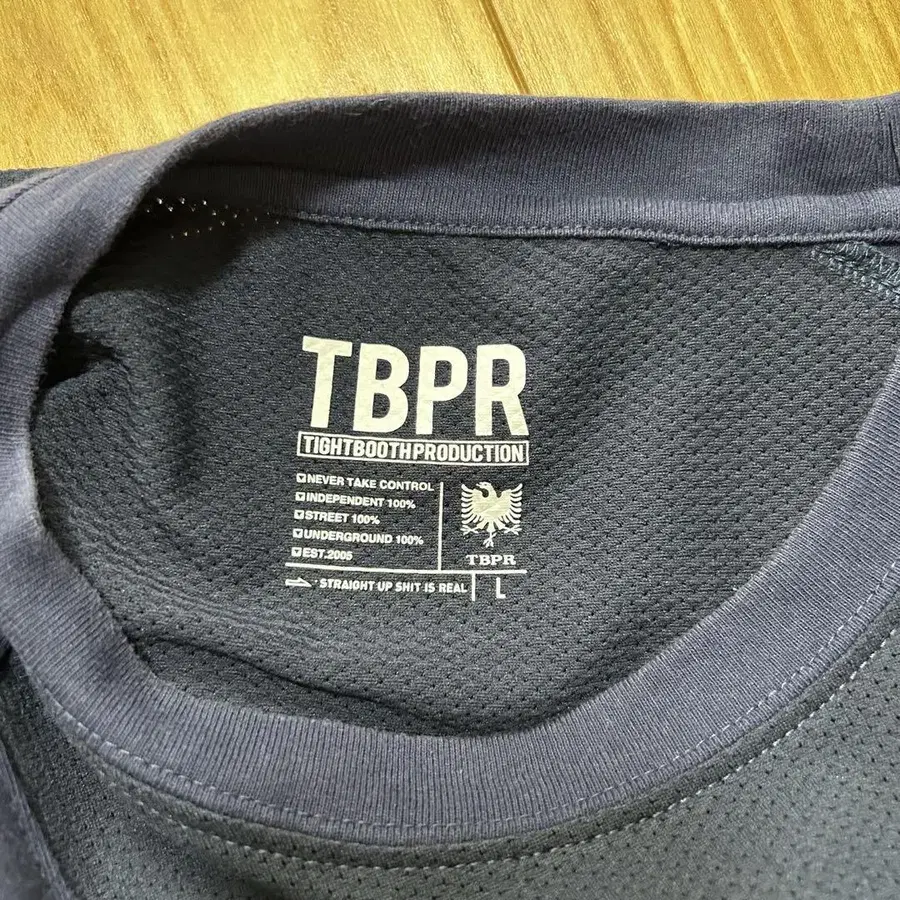 TBPR
TIGHTBOOTHPRODUCTION
NEVER TAKE CONTROL
INDEPENDENT 100%
STREET 100%
UNDERGROUND 100%
EST.2005
TBPR
STRAIGHT UP SHIT IS REAL
L